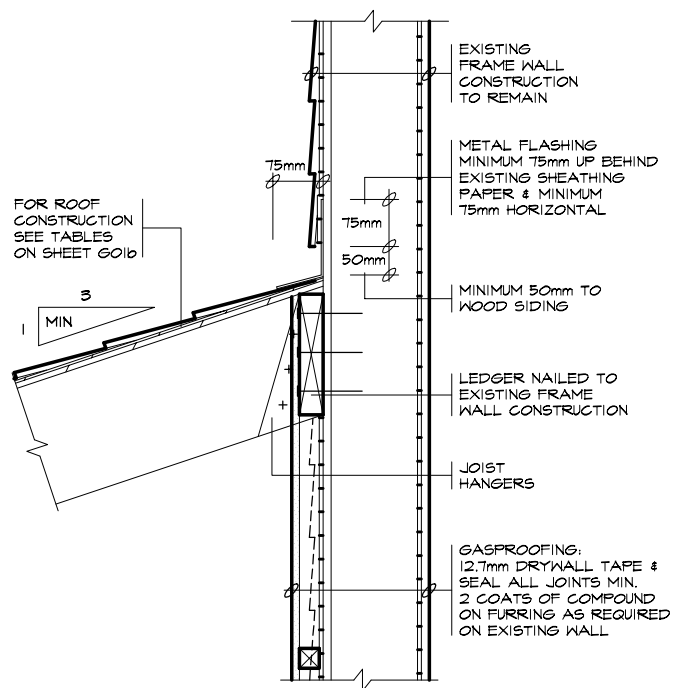 EXISTING
FRAME WALL
CONSTRUCTION
TO REMAIN
METAL FLASHING
MINIMUM 75mm UP BEHIND
EXISTING SHEATHING
PAPER & MINIMUM
75mm HORIZONTAL
75mm
75mm
50mm
FOR ROOF
CONSTRUCTION
SEE TABLES
ON SHEET G01b
3
1
MIN
MINIMUM 50mm TO
WOOD SIDING
LEDGER NAILED TO
EXISTING FRAME
WALL CONSTRUCTION
JOIST
HANGERS
GASPROOFING:
12.7mm DRYWALL TAPE &
SEAL ALL JOINTS MIN.
2 COATS OF COMPOUND
ON FURRING AS REQUIRED
ON EXISTING WALL